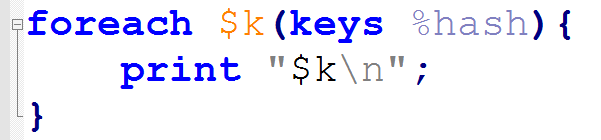 foreach $k(keys %hash){
    print "$k\n";
}